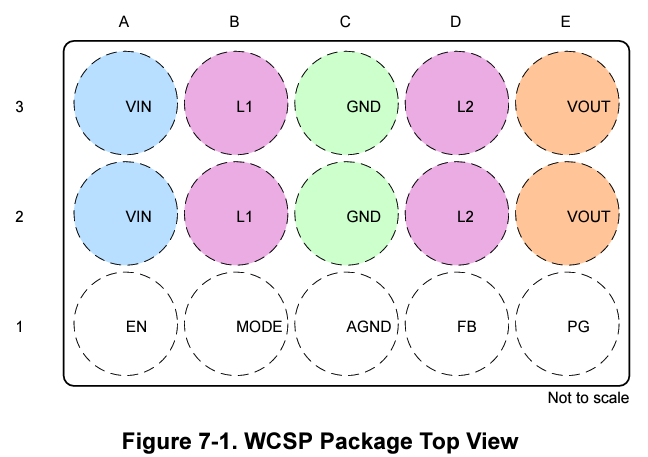 A B C D E
3 VIN L1 GND L2 VOUT
2 VIN L1 GND L2 VOUT
1 EN MODE AGND FB PG
Not to scale
Figure 7-1. WCSP Package Top View